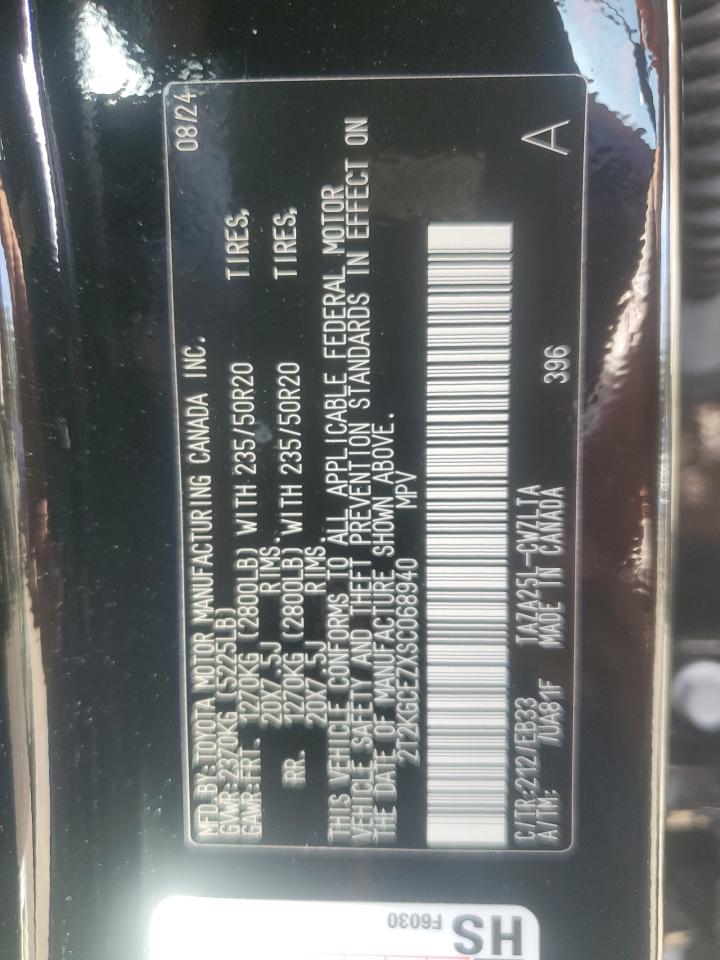 MFD.BY:TOYOTA MOTOR MANUFACTURING CANADA INC. 08/24
GVWR:2370KG (5225LB)
GAWR:FRT. 1270KG (2800LB) WITH 235/50R20 TIRES,
20X7.5J RIMS.
RR. 1270KG (2800LB) WITH 235/50R20 TIRES,
20X7.5J RIMS.
THIS VEHICLE CONFORMS TO ALL APPLICABLE FEDERAL MOTOR
VEHICLE SAFETY AND THEFT PREVENTION STANDARDS IN EFFECT ON
THE DATE OF MANUFACTURE SHOWN ABOVE.
2T2KGCEZXSC068940 MPV
C/TR:212/EB33 TAZA25L-CWZLTA
A/TM: /UA81F MADE IN CANADA 396
A
HS
F6030